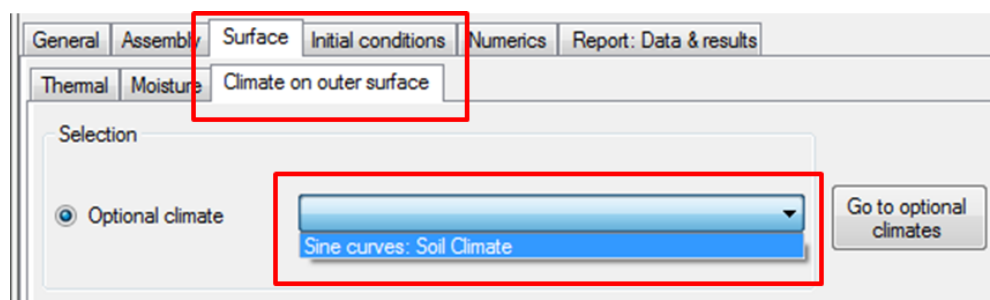 General Assembly Surface Initial conditions Numerics Report: Data & results
Thermal Moisture Climate on outer surface
Selection
Optional climate
Go to optional
climates
Sine curves: Soil Climate